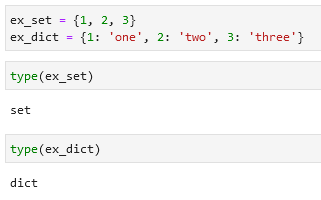 ex_set = {1, 2, 3}
ex_dict = {1: 'one', 2: 'two', 3: 'three'}
type(ex_set)
set
type(ex_dict)
dict